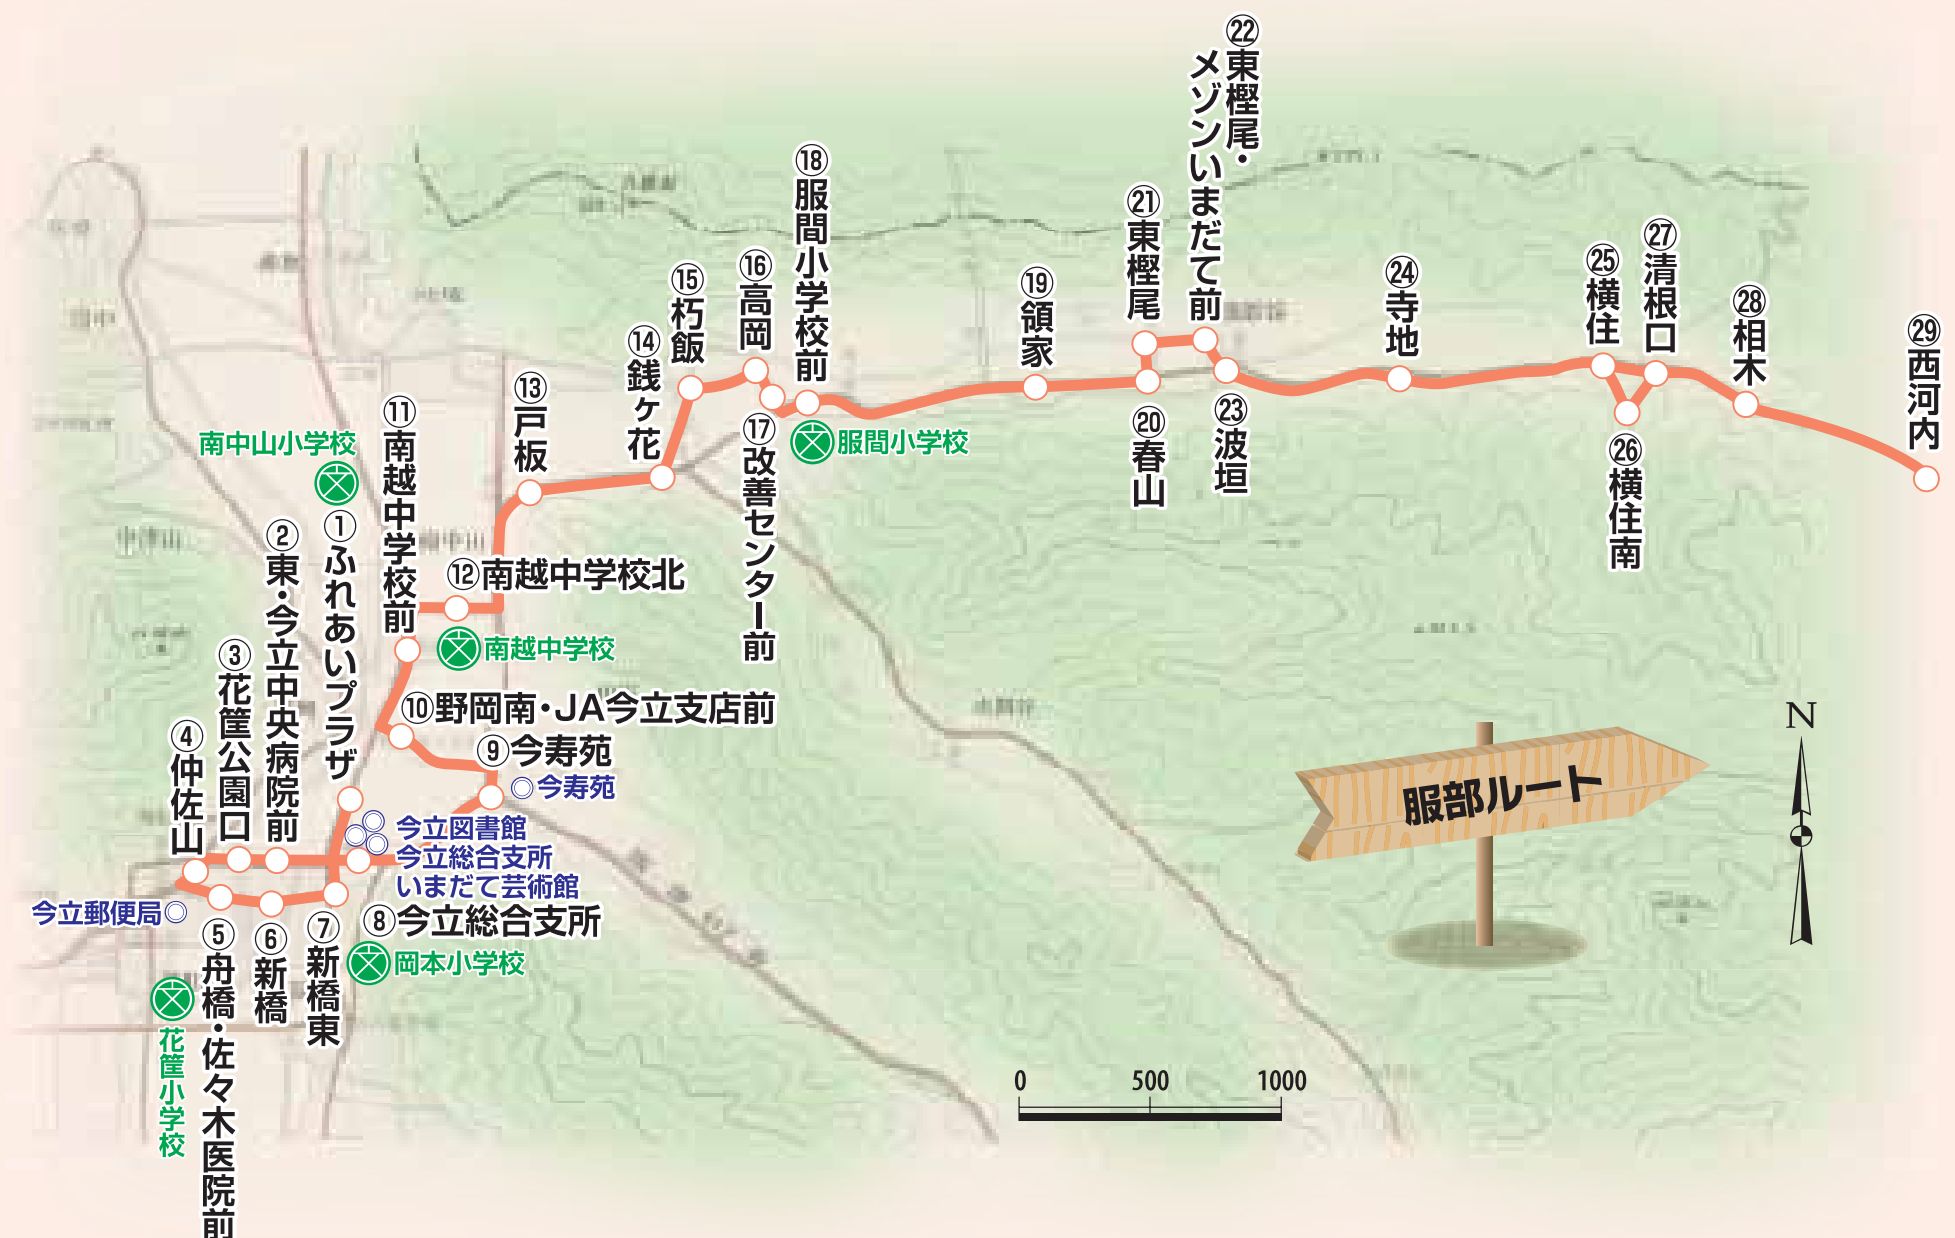 ①ふれあいプラザ
②東・今立中央病院前
③花筐公園口
④仲佐山
⑤舟橋・佐々木医院前
⑥新橋
⑦新橋東
⑧今立総合支所
⑨今寿苑
⑩野岡南・JA今立支店前
⑪南越中学校前
⑫南越中学校北
⑬戸板
⑭銭ヶ花
⑮朽飯
⑯高岡
⑰改善センター前
⑱服間小学校前
⑲領家
⑳春山
㉑東樫尾
㉒東樫尾・
メゾンいまだて前
㉓波垣
㉔寺地
㉕横住
㉖横住南
㉗清根口
㉘相木
㉙西河内
南中山小学校
服間小学校
南越中学校
今寿苑
今立図書館
今立総合支所
いまだて芸術館
今立郵便局
岡本小学校
花筐小学校
服部ルート
N
0 500 1000